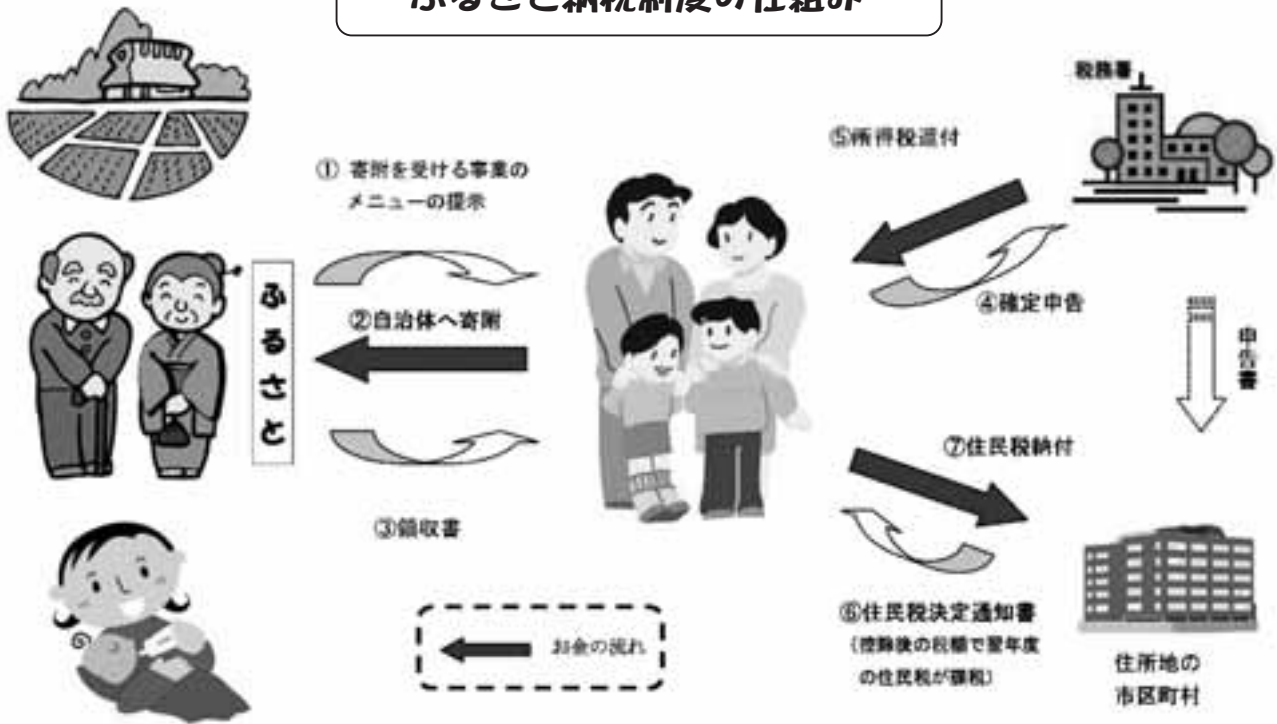 ふるさと納税制度の仕組み
税務署
⑤所得税還付
① 寄附を受ける事業の
メニューの提示
ふるさと
②自治体へ寄附
④確定申告
申告書
⑦住民税納付
③領収書
⑥住民税決定通知書
(控除後の税額で翌年度
の住民税が課税)
お金の流れ
住所地の
市区町村